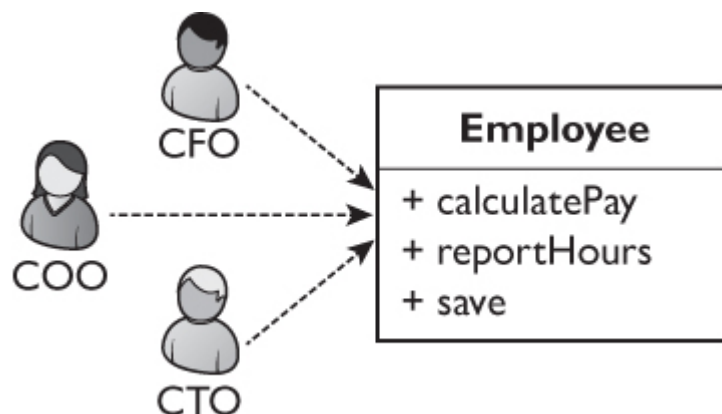 CFO
COO
CTO
Employee
+ calculatePay
+ reportHours
+ save